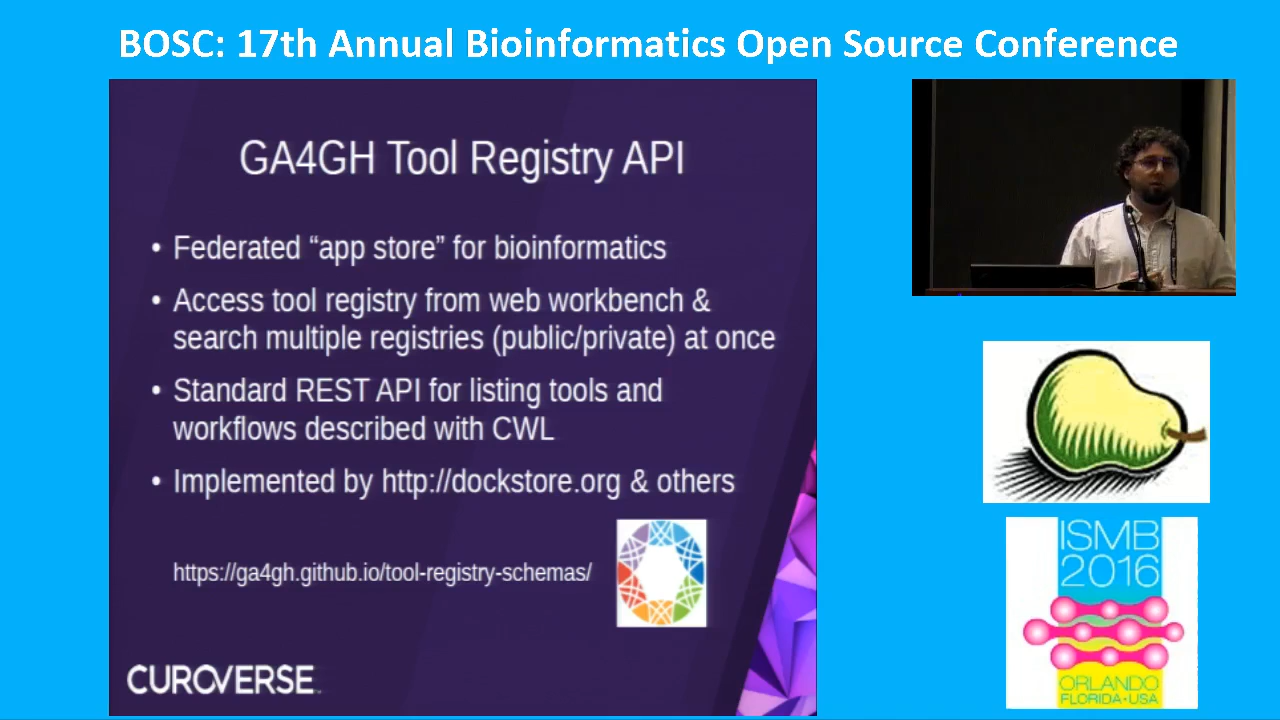 BOSC: 17th Annual Bioinformatics Open Source Conference
GA4GH Tool Registry API
• Federated “app store” for bioinformatics
• Access tool registry from web workbench &
search multiple registries (public/private) at once
• Standard REST API for listing tools and
workflows described with CWL
• Implemented by http://dockstore.org & others
https://ga4gh.github.io/tool-registry-schemas/
CUROVERSE
ISMB
2016
ORLANDO
FLORIDA•USA